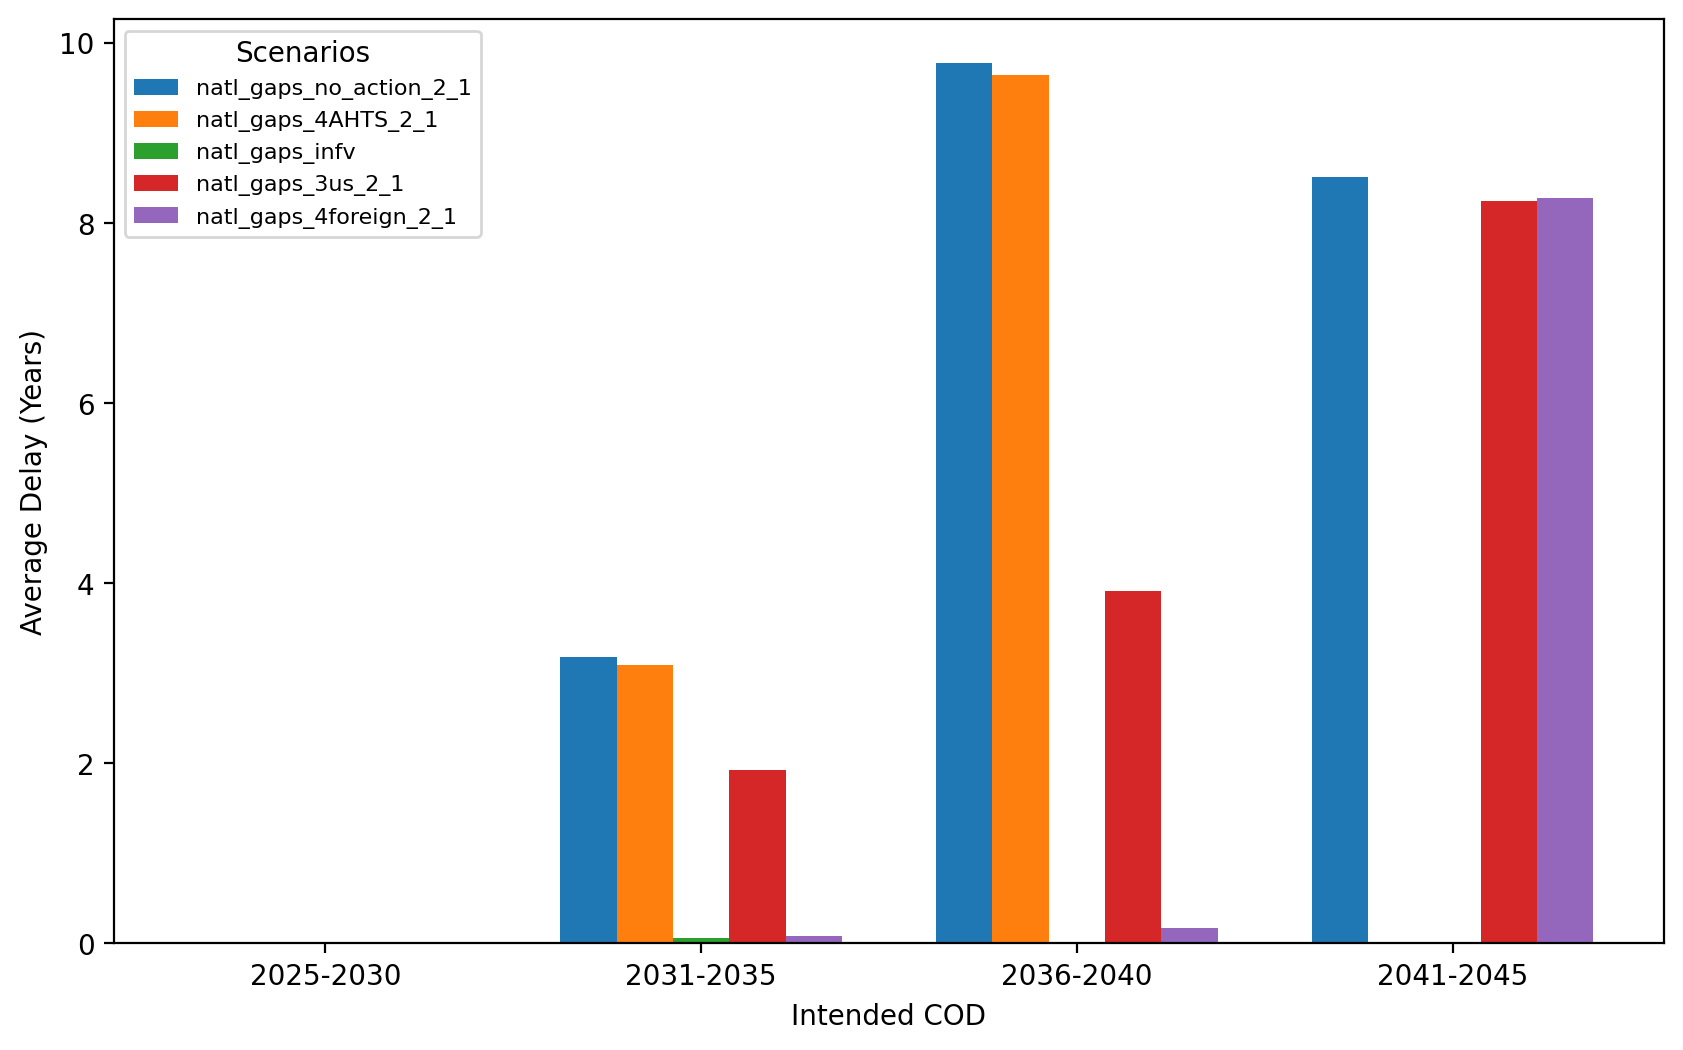 Scenarios
natl_gaps_no_action_2_1
natl_gaps_4AHTS_2_1
natl_gaps_infv
natl_gaps_3us_2_1
natl_gaps_4foreign_2_1
Average Delay (Years)
10
8
6
4
2
0
2025-2030
2031-2035
2036-2040
2041-2045
Intended COD